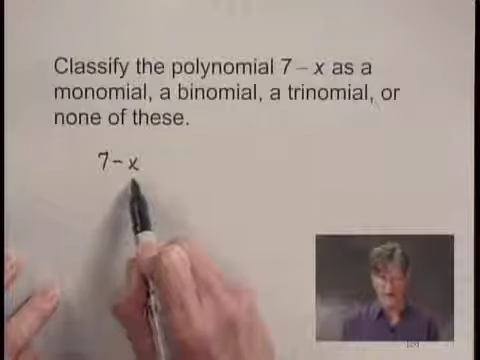 Classify the polynomial 7 – x as a
monomial, a binomial, a trinomial, or
none of these.
7-x